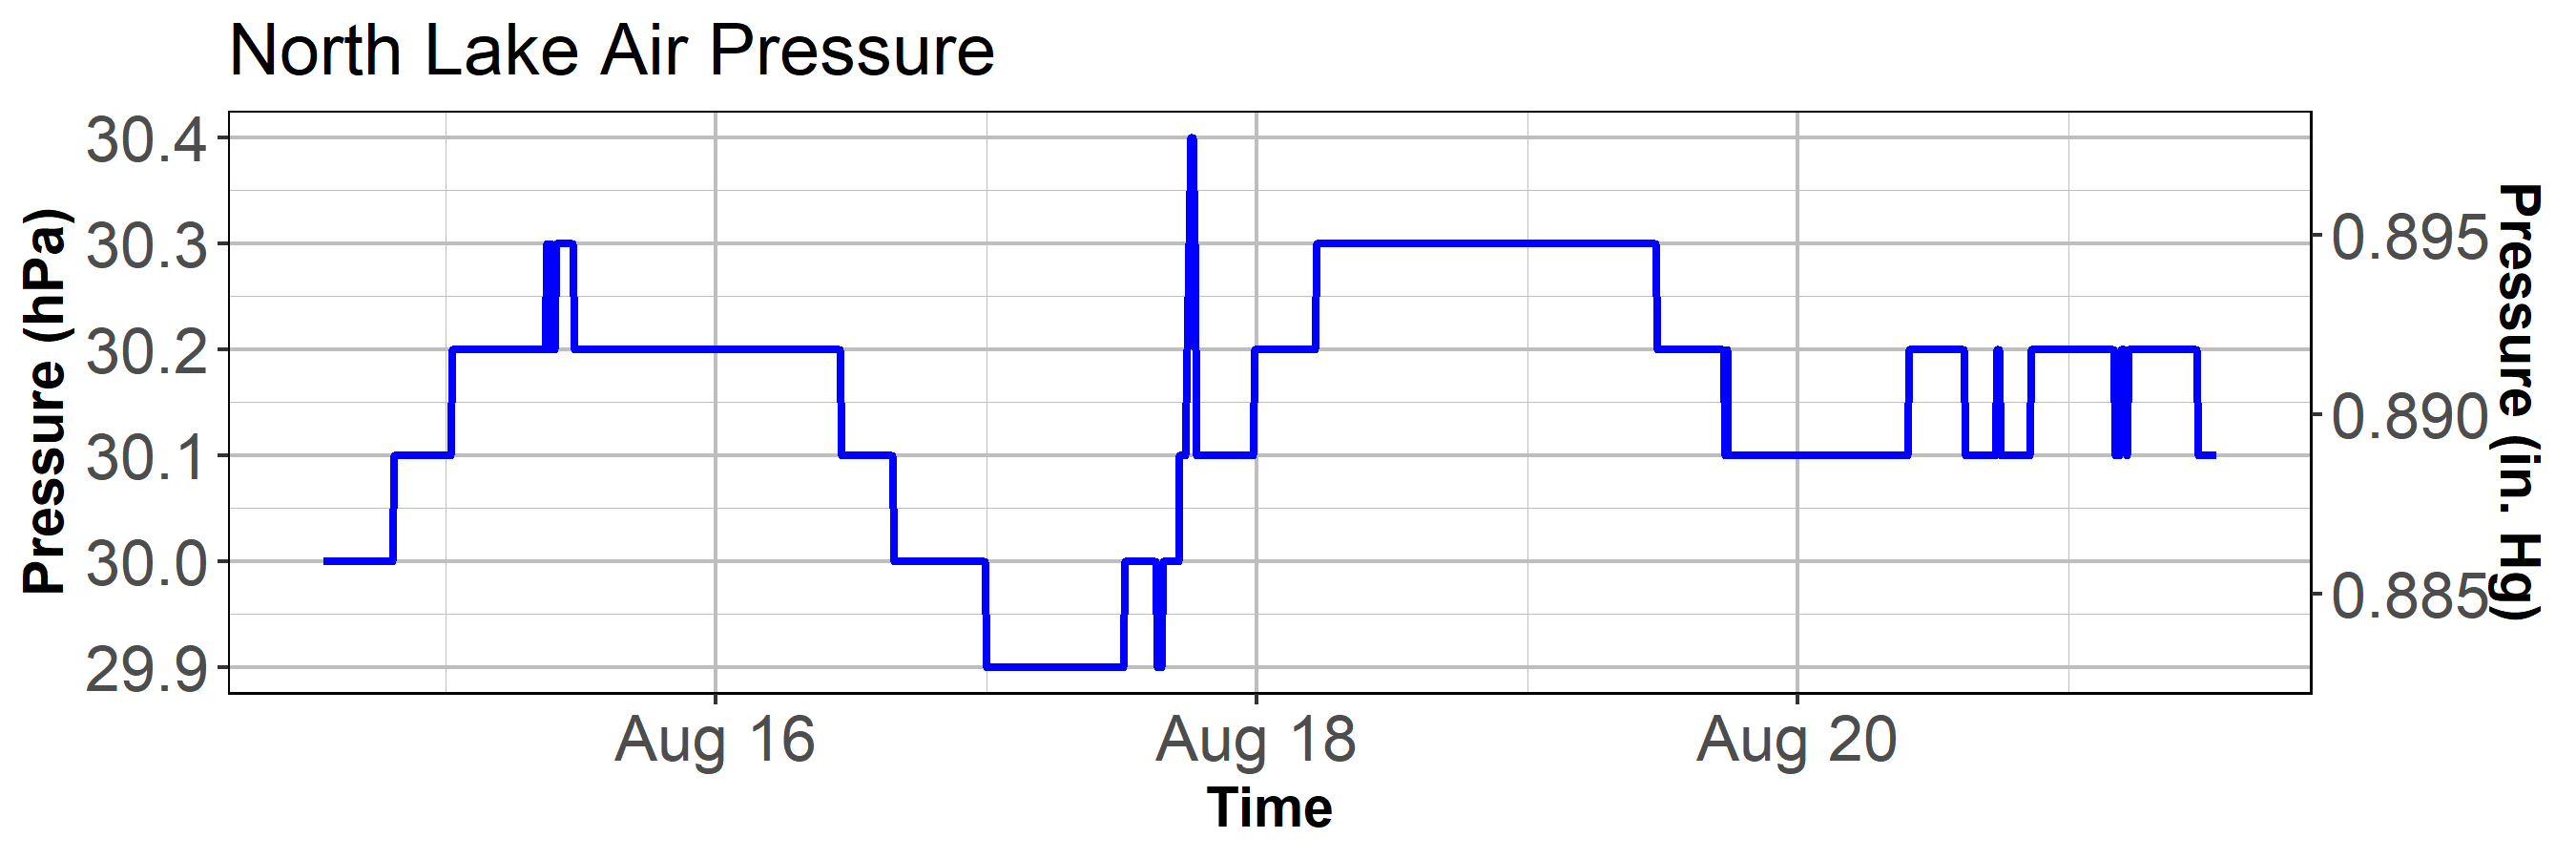 North Lake Air Pressure
30.4
30.3
30.2
30.1
30.0
29.9
Pressure (hPa)
0.895
0.890
0.885
Pressure (in. Hg)
Aug 16
Aug 18
Aug 20
Time